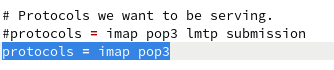 # Protocols we want to be serving.
#protocols = imap pop3 lmtp submission
protocols = imap pop3